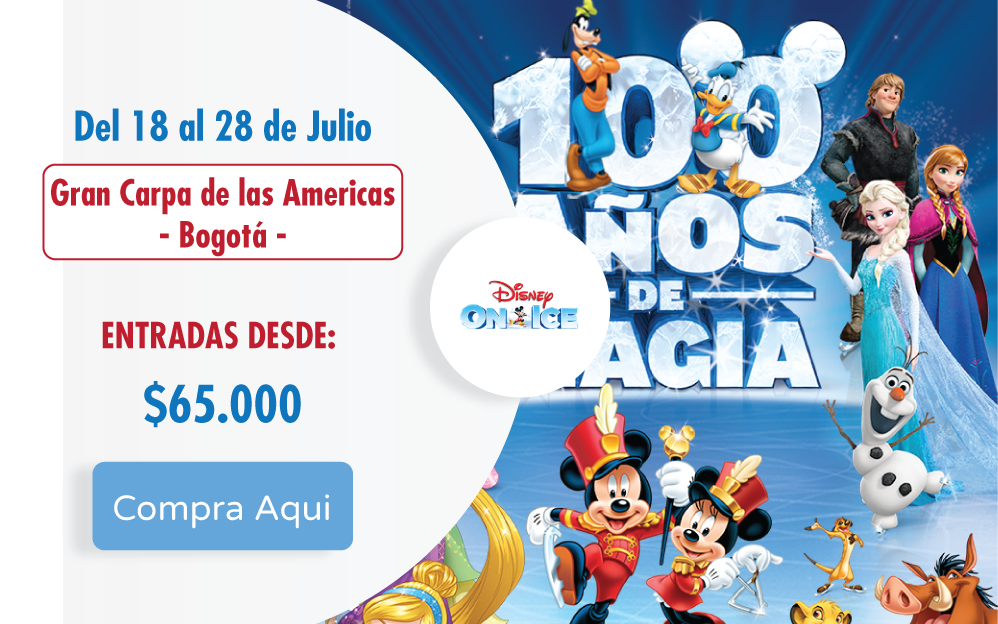 Del 18 al 28 de Julio
Gran Carpa de las Americas
- Bogotá -
ENTRADAS DESDE:
$65.000
Compra Aqui
DISNEY
ON ICE
100
AÑOS
DE
MAGIA